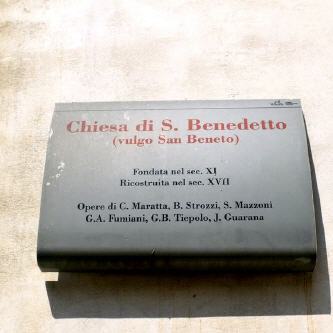 Chiesa di S. Benedetto
(vulgo San Beneto)
Fondata nel sec. XI
Ricostruita nel sec. XVII
Opere di C. Maratta, B. Strozzi, S. Mazzoni
G.A. Fumiani, G.B. Tiepolo, J. Guarana